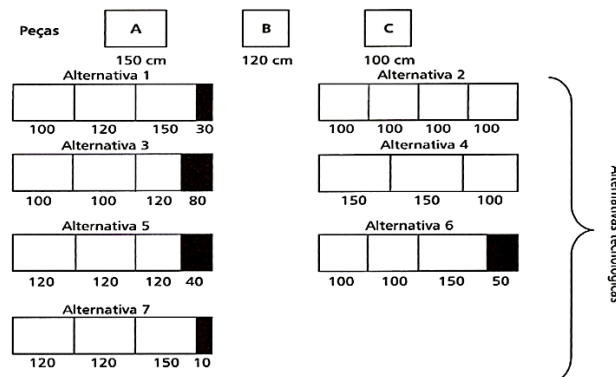 Peças A B C
150 cm 120 cm 100 cm
Alternativa 1 Alternativa 2
100 120 150 30 100 100 100 100
Alternativa 3 Alternativa 4
100 100 120 80 150 150 100
Alternativa 5 Alternativa 6
120 120 120 40 100 100 150 50
Alternativa 7
120 120 150 10
Alternativas tecnológicas